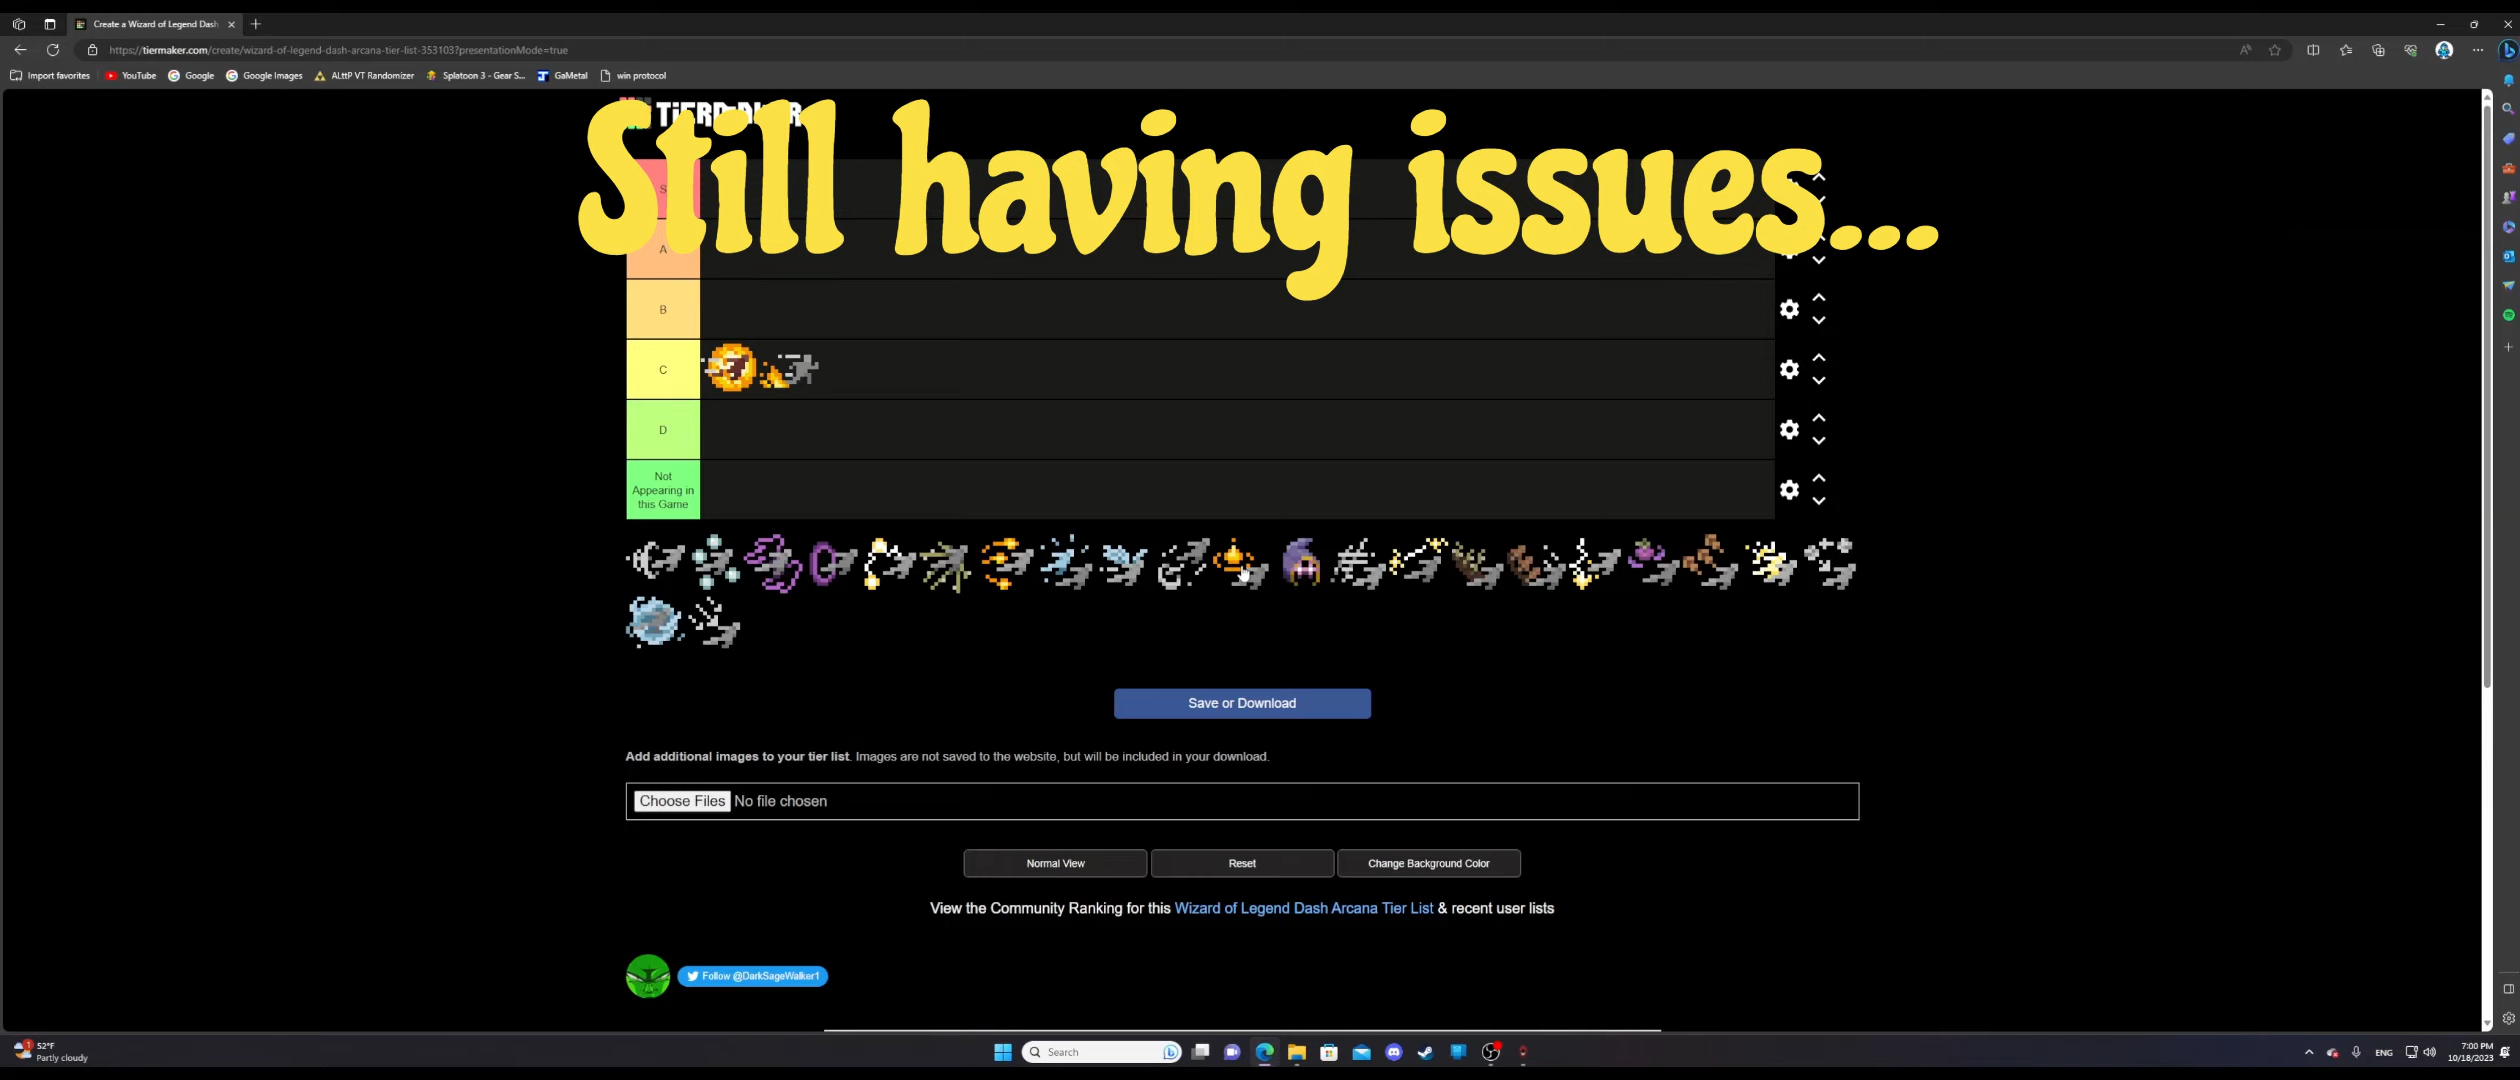 Create a Wizard of Legend Dash
https://tiermaker.com/create/wizard-of-legend-dash-arcana-tier-list-353103?presentationMode=true
Import favorites YouTube Google Google Images ALttP VT Randomizer Splatoon 3 - Gear S... GaMetal win protocol
TiERMAKER
Still having issues...
S
A
B
C
D
Not
Appearing in
this Game
Save or Download
Add additional images to your tier list. Images are not saved to the website, but will be included in your download.
Choose Files No file chosen
Normal View Reset Change Background Color
View the Community Ranking for this Wizard of Legend Dash Arcana Tier List & recent user lists
Follow @DarkSageWalker1
1 52°F
Partly cloudy
Search
ENG
7:00 PM
10/18/2023